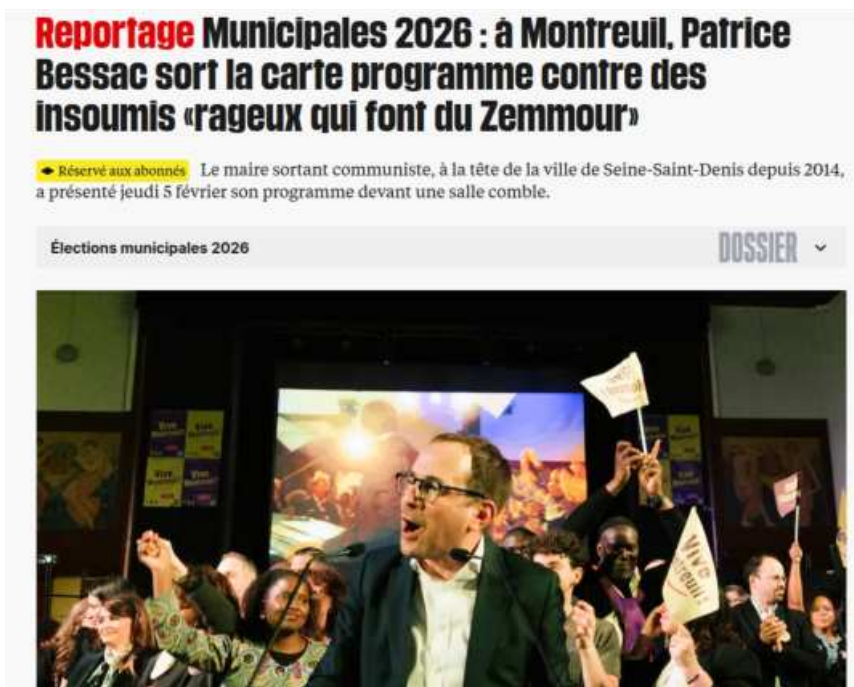 Reportage Municipales 2026 : à Montreuil, Patrice
Bessac sort la carte programme contre des
insoumis «rageux qui font du Zemmour»
Réservé aux abonnés Le maire sortant communiste, à la tête de la ville de Seine-Saint-Denis depuis 2014,
a présenté jeudi 5 février son programme devant une salle comble.
Élections municipales 2026 DOSSIER
Vive
Montreuil